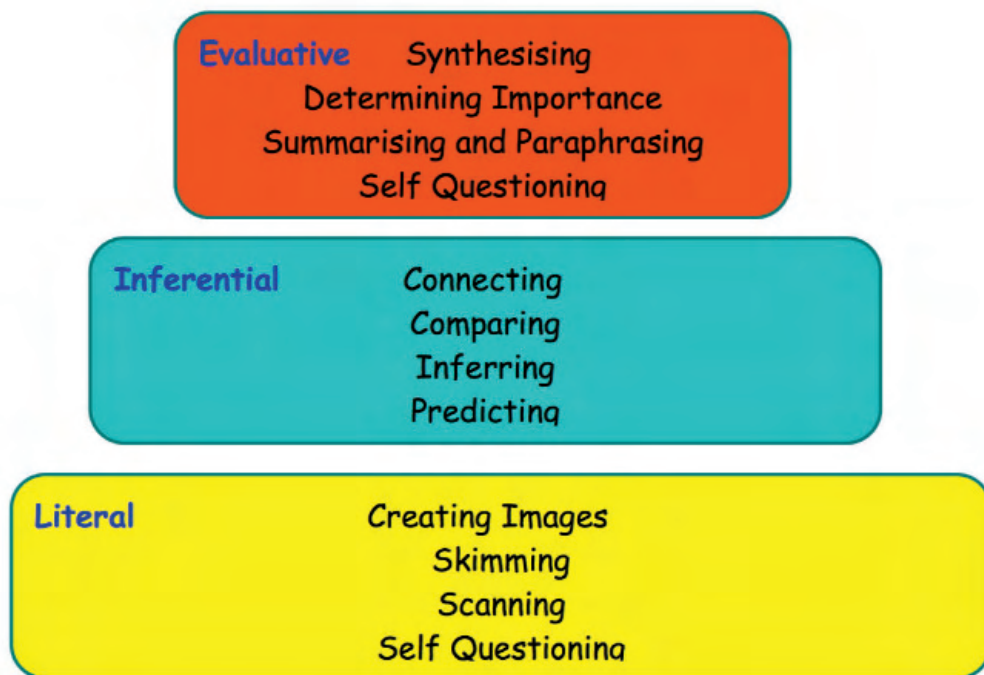 Evaluative Synthesising
Determining Importance
Summarising and Paraphrasing
Self Questioning
Inferential Connecting
Comparing
Inferring
Predicting
Literal Creating Images
Skimming
Scanning
Self Questioning